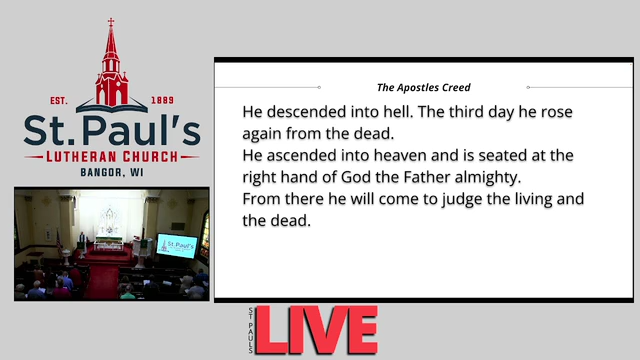 EST. 1889
St. Paul's
LUTHERAN CHURCH
BANGOR, WI
St.Paul's
The Apostles Creed
He descended into hell. The third day he rose
again from the dead.
He ascended into heaven and is seated at the
right hand of God the Father almighty.
From there he will come to judge the living and
the dead.
ST PAULS
LIVE